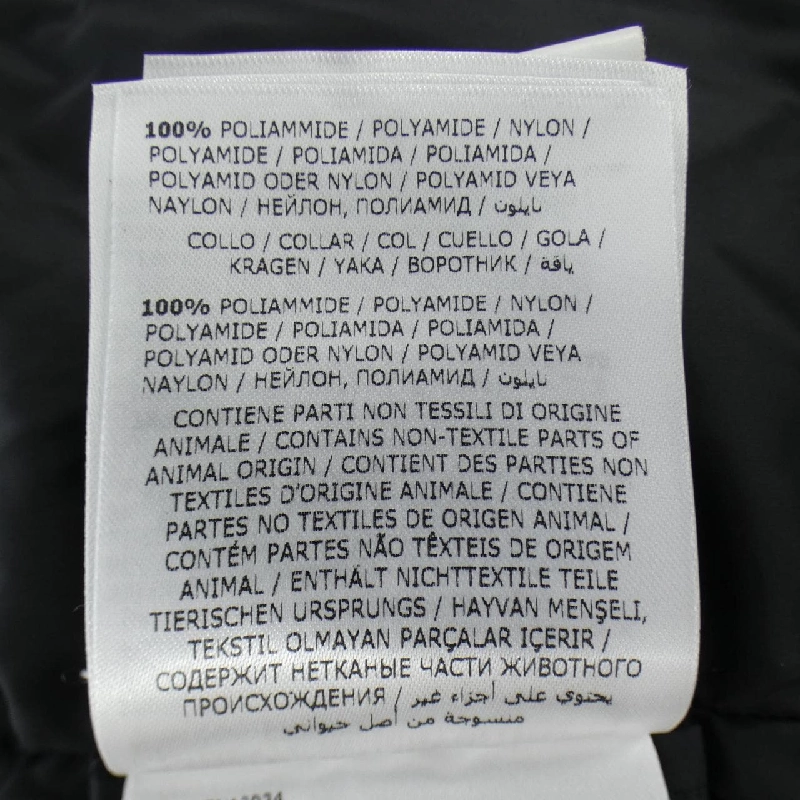 100% POLIAMMIDE / POLYAMIDE / NYLON /
POLYAMIDE / POLIAMIDA / POLIAMIDA /
POLYAMID ODER NYLON / POLYAMID VEYA
NAYLON / НЕЙЛОН, ПОЛИАМИД / نايلون
COLLO / COLLAR / COL / CUELLO / GOLA /
KRAGEN / YAKA / ВОРОТНИК / ياقة
100% POLIAMMIDE / POLYAMIDE / NYLON /
POLYAMIDE / POLIAMIDA / POLIAMIDA /
POLYAMID ODER NYLON / POLYAMID VEYA
NAYLON / НЕЙЛОН, ПОЛИАМИД / نايلون
CONTIENE PARTI NON TESSILI DI ORIGINE
ANIMALE / CONTAINS NON-TEXTILE PARTS OF
ANIMAL ORIGIN / CONTIENT DES PARTIES NON
TEXTILES D'ORIGINE ANIMALE / CONTIENE
PARTES NO TEXTILES DE ORIGEN ANIMAL /
CONTÉM PARTES NÃO TÊXTEIS DE ORIGEM
ANIMAL / ENTHÄLT NICHTTEXTILE TEILE
TIERISCHEN URSPRUNGS / HAYVAN MENŞELİ,
TEKSTİL OLMAYAN PARÇALAR İÇERİR /
СОДЕРЖИТ НЕТКАНЫЕ ЧАСТИ ЖИВОТНОГО
ПРОИСХОЖДЕНИЯ / يحتوي على أجزاء غير
منسوجة من أصل حيواني